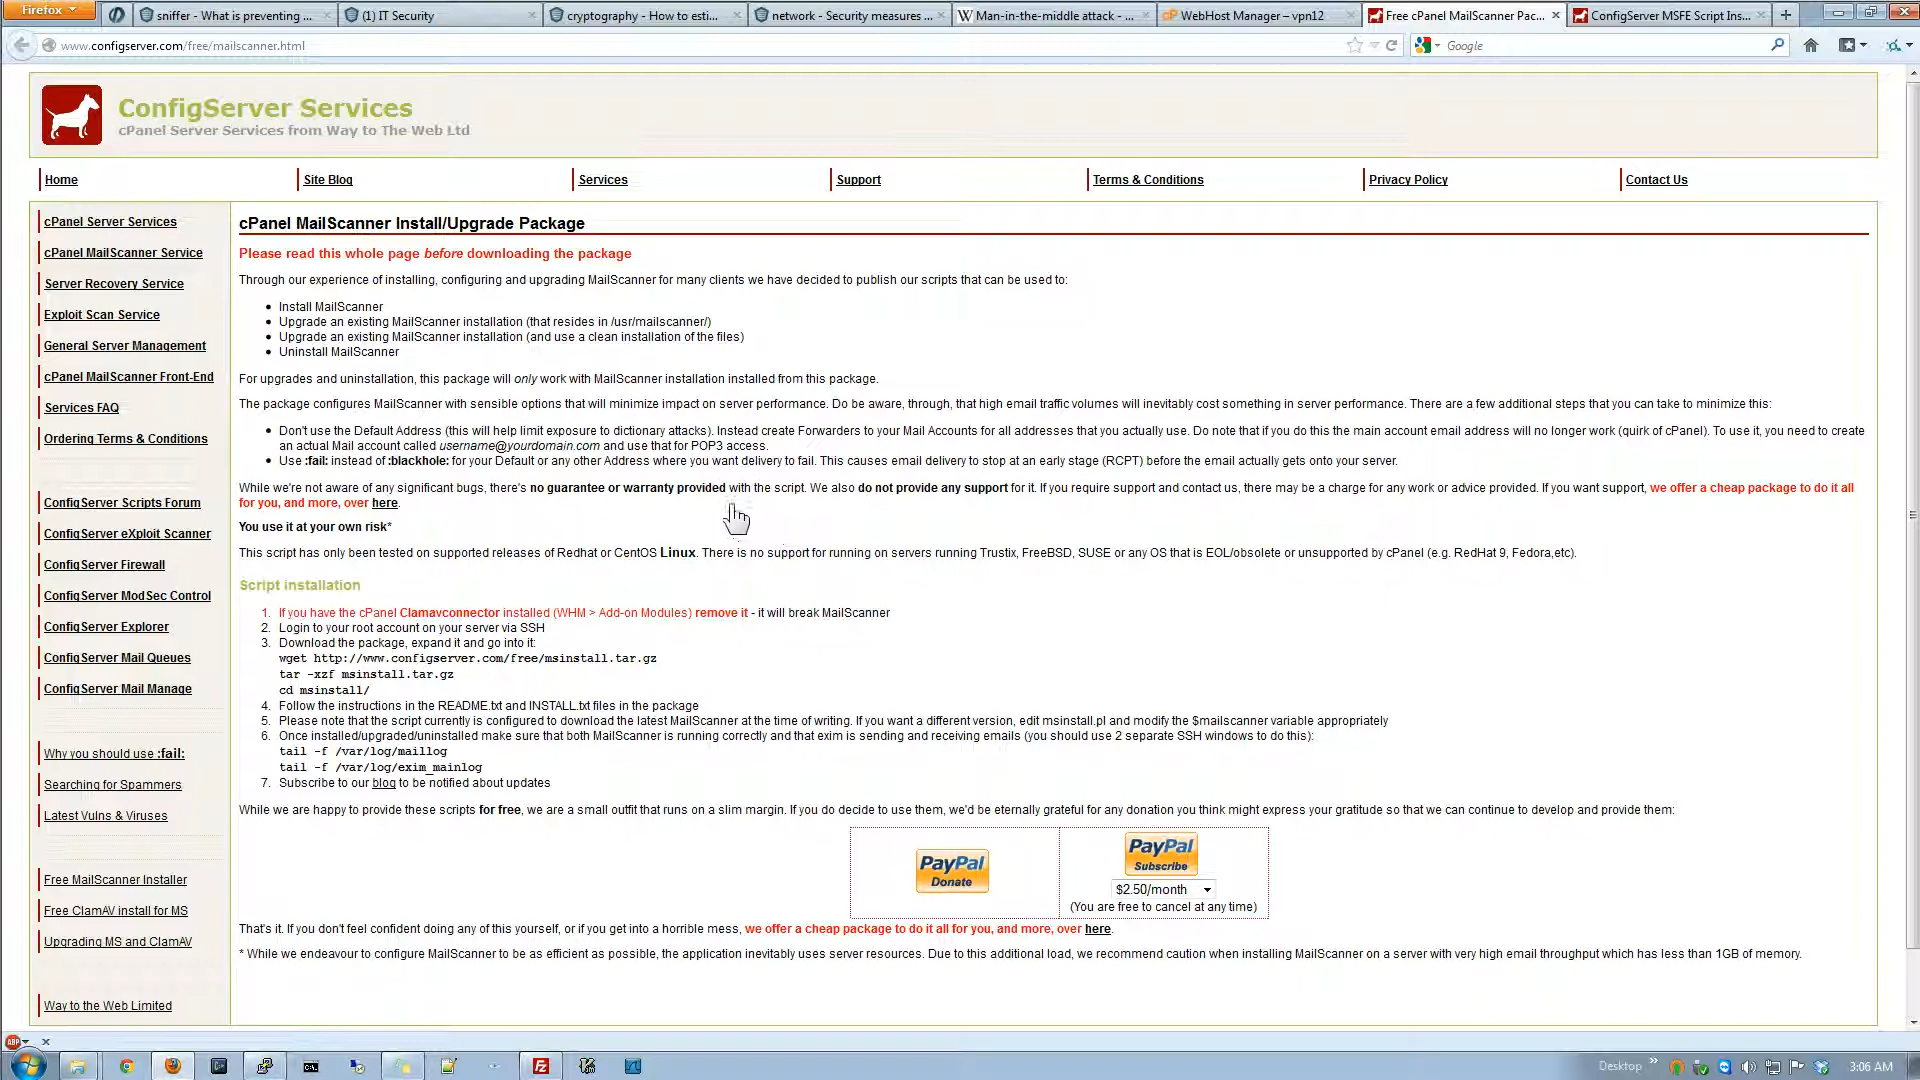 Firefox
sniffer - What is preventing ...
(1) IT Security
cryptography - How to esti...
network - Security measures ...
Man-in-the-middle attack - ...
WebHost Manager – vpn12
Free cPanel MailScanner Pac...
ConfigServer MSFE Script Ins...
www.configserver.com/free/mailscanner.html
Google
ConfigServer Services
cPanel Server Services from Way to The Web Ltd
Home
Site Blog
Services
Support
Terms & Conditions
Privacy Policy
Contact Us
cPanel Server Services
cPanel MailScanner Service
Server Recovery Service
Exploit Scan Service
General Server Management
cPanel MailScanner Front-End
Services FAQ
Ordering Terms & Conditions
ConfigServer Scripts Forum
ConfigServer eXploit Scanner
ConfigServer Firewall
ConfigServer ModSec Control
ConfigServer Explorer
ConfigServer Mail Queues
ConfigServer Mail Manage
Why you should use :fail:
Searching for Spammers
Latest Vulns & Viruses
Free MailScanner Installer
Free ClamAV install for MS
Upgrading MS and ClamAV
Way to the Web Limited
cPanel MailScanner Install/Upgrade Package
Please read this whole page before downloading the package
Through our experience of installing, configuring and upgrading MailScanner for many clients we have decided to publish our scripts that can be used to:
• Install MailScanner
• Upgrade an existing MailScanner installation (that resides in /usr/mailscanner/)
• Upgrade an existing MailScanner installation (and use a clean installation of the files)
• Uninstall MailScanner
For upgrades and uninstallation, this package will only work with MailScanner installation installed from this package.
The package configures MailScanner with sensible options that will minimize impact on server performance. Do be aware, through, that high email traffic volumes will inevitably cost something in server performance. There are a few additional steps that you can take to minimize this:
• Don't use the Default Address (this will help limit exposure to dictionary attacks). Instead create Forwarders to your Mail Accounts for all addresses that you actually use. Do note that if you do this the main account email address will no longer work (quirk of cPanel). To use it, you need to create
an actual Mail account called username@yourdomain.com and use that for POP3 access.
• Use :fail: instead of :blackhole: for your Default or any other Address where you want delivery to fail. This causes email delivery to stop at an early stage (RCPT) before the email actually gets onto your server.
While we're not aware of any significant bugs, there's no guarantee or warranty provided with the script. We also do not provide any support for it. If you require support and contact us, there may be a charge for any work or advice provided. If you want support, we offer a cheap package to do it all
for you, and more, over here.
You use it at your own risk*
This script has only been tested on supported releases of Redhat or CentOS Linux. There is no support for running on servers running Trustix, FreeBSD, SUSE or any OS that is EOL/obsolete or unsupported by cPanel (e.g. RedHat 9, Fedora,etc).
Script installation
1. If you have the cPanel Clamavconnector installed (WHM > Add-on Modules) remove it - it will break MailScanner
2. Login to your root account on your server via SSH
3. Download the package, expand it and go into it:
wget http://www.configserver.com/free/msinstall.tar.gz
tar -xzf msinstall.tar.gz
cd msinstall/
4. Follow the instructions in the README.txt and INSTALL.txt files in the package
5. Please note that the script currently is configured to download the latest MailScanner at the time of writing. If you want a different version, edit msinstall.pl and modify the $mailscanner variable appropriately
6. Once installed/upgraded/uninstalled make sure that both MailScanner is running correctly and that exim is sending and receiving emails (you should use 2 separate SSH windows to do this):
tail -f /var/log/maillog
tail -f /var/log/exim_mainlog
7. Subscribe to our blog to be notified about updates
While we are happy to provide these scripts for free, we are a small outfit that runs on a slim margin. If you do decide to use them, we'd be eternally grateful for any donation you think might express your gratitude so that we can continue to develop and provide them:
PayPal
Donate
PayPal
Subscribe
$2.50/month
(You are free to cancel at any time)
That's it. If you don't feel confident doing any of this yourself, or if you get into a horrible mess, we offer a cheap package to do it all for you, and more, over here.
* While we endeavour to configure MailScanner to be as efficient as possible, the application inevitably uses server resources. Due to this additional load, we recommend caution when installing MailScanner on a server with very high email throughput which has less than 1GB of memory.
ABP
Desktop
3:06 AM